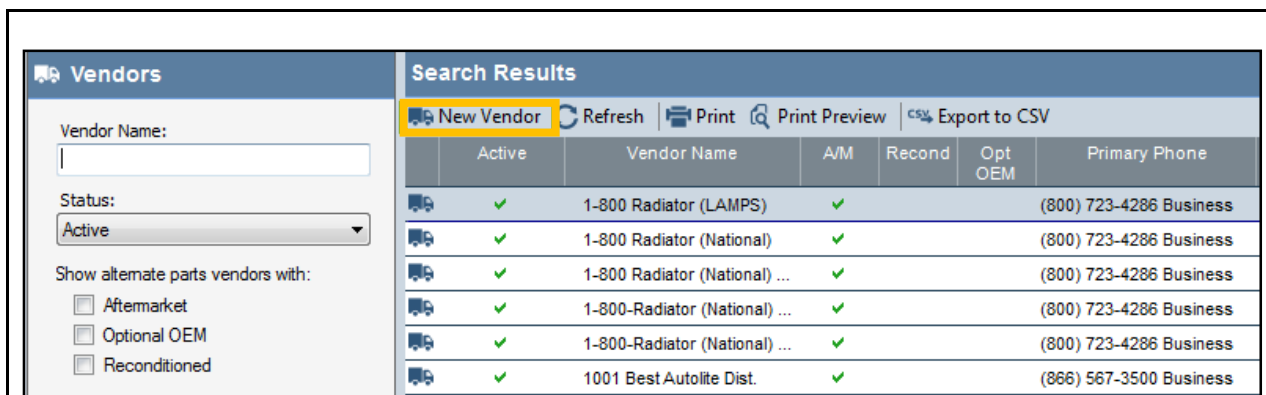 Vendors
Vendor Name:
Status:
Active
Show alternate parts vendors with:
Aftermarket
Optional OEM
Reconditioned
Search Results
New Vendor Refresh Print Print Preview CSV Export to CSV
Active Vendor Name A/M Recond Opt OEM Primary Phone
1-800 Radiator (LAMPS) (800) 723-4286 Business
1-800 Radiator (National) (800) 723-4286 Business
1-800 Radiator (National) ... (800) 723-4286 Business
1-800-Radiator (National) ... (800) 723-4286 Business
1-800-Radiator (National) ... (800) 723-4286 Business
1001 Best Autolite Dist. (866) 567-3500 Business